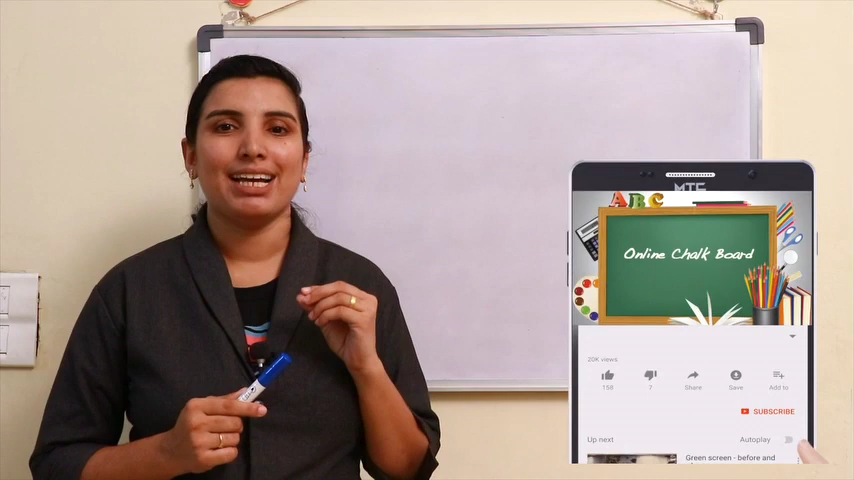 MTC
ABC
Online Chalk Board
20K views
158
7
Share
Save
Add to
SUBSCRIBE
Up next
Autoplay
Green screen - before and